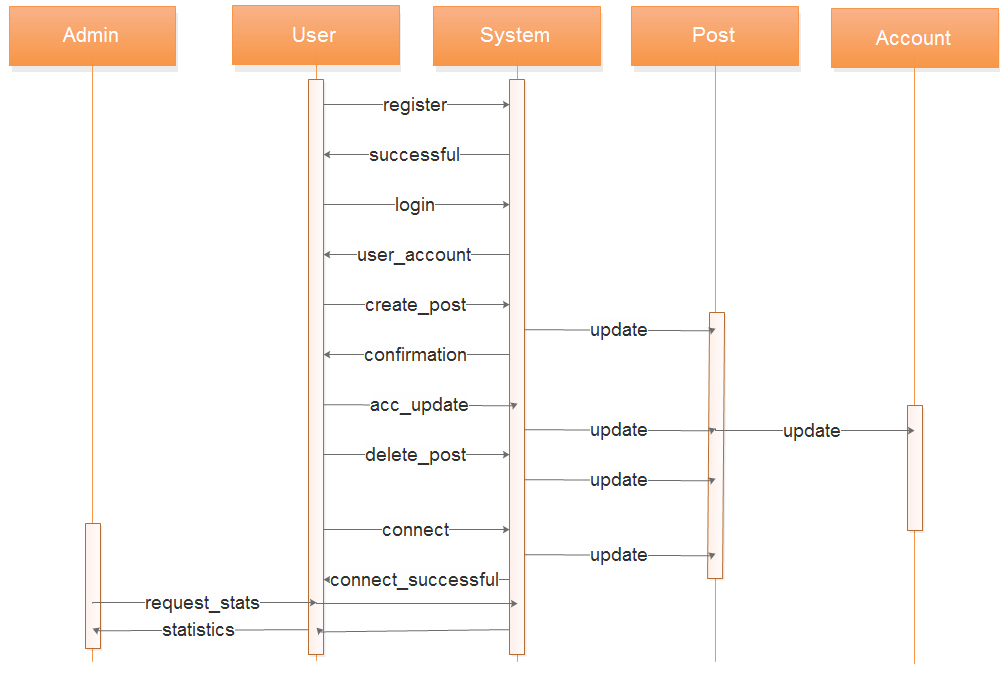 Admin
User
System
Post
Account
register
successful
login
user_account
create_post
update
confirmation
acc_update
update
update
delete_post
update
connect
update
connect_successful
request_stats
statistics